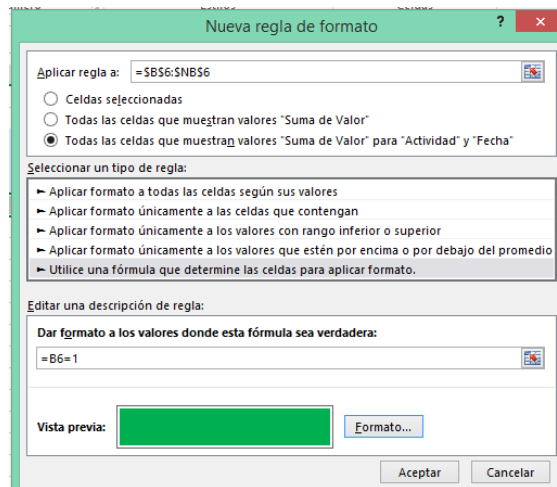 Estilos
Celdas
Nueva regla de formato
?
Aplicar regla a:
=$B$6:$NB$6
Celdas seleccionadas
Todas las celdas que muestran valores "Suma de Valor"
Todas las celdas que muestran valores "Suma de Valor" para "Actividad" y "Fecha"
Seleccionar un tipo de regla:
► Aplicar formato a todas las celdas según sus valores
► Aplicar formato únicamente a las celdas que contengan
► Aplicar formato únicamente a los valores con rango inferior o superior
► Aplicar formato únicamente a los valores que estén por encima o por debajo del promedio
► Utilice una fórmula que determine las celdas para aplicar formato.
Editar una descripción de regla:
Dar formato a los valores donde esta fórmula sea verdadera:
=B6=1
Vista previa:
Formato...
Aceptar
Cancelar